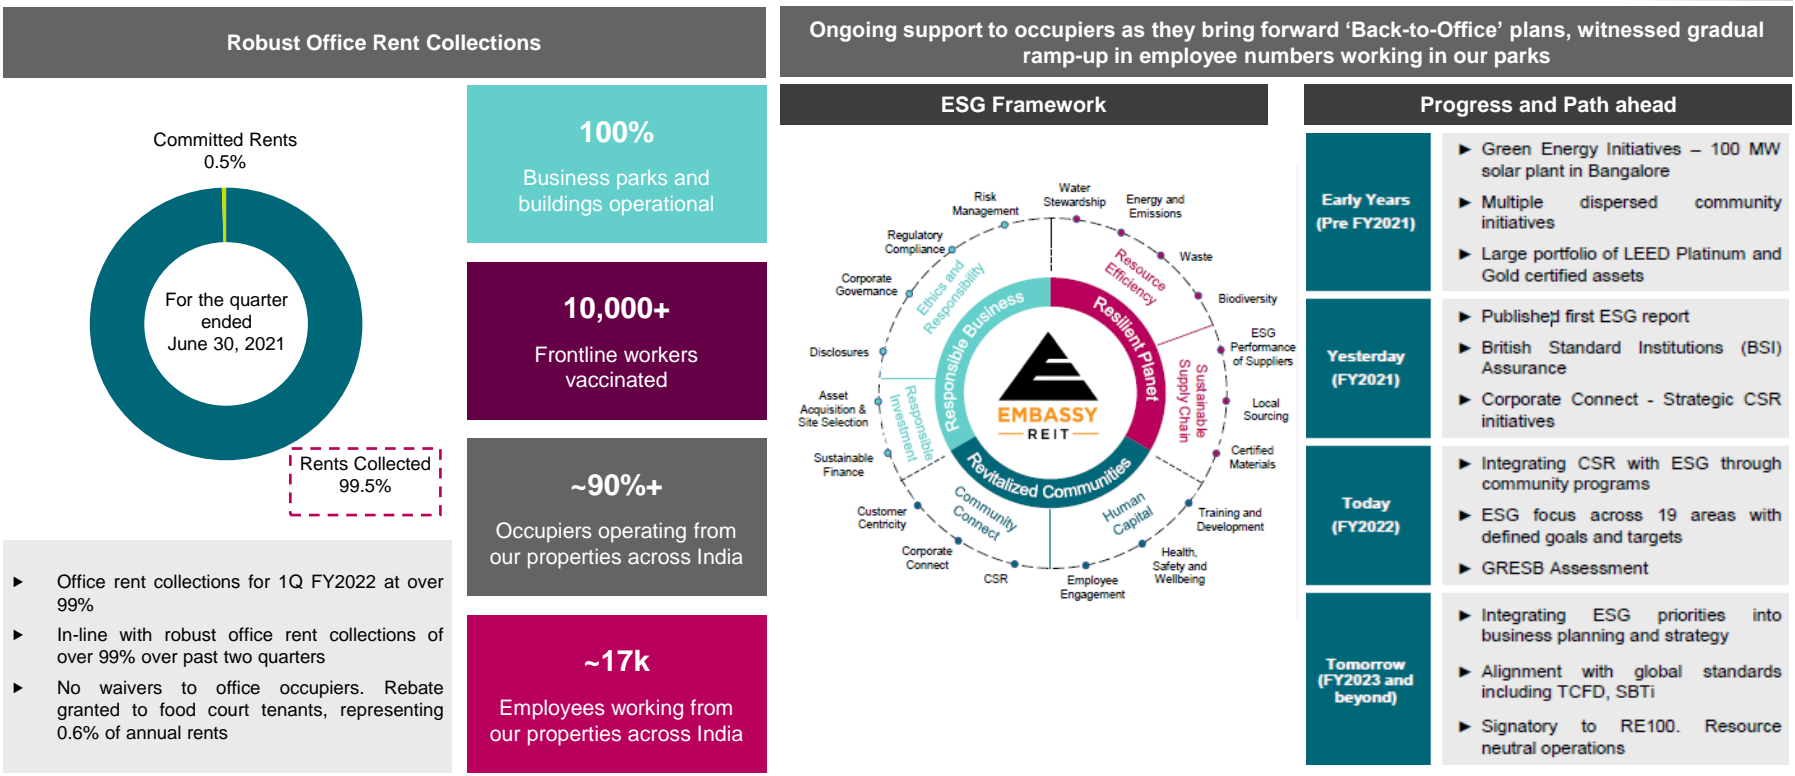 Robust Office Rent Collections
Committed Rents
0.5%
For the quarter
ended
June 30, 2021
Rents Collected
99.5%
Office rent collections for 1Q FY2022 at over
99%
In-line with robust office rent collections of
over 99% over past two quarters
No waivers to office occupiers. Rebate
granted to food court tenants, representing
0.6% of annual rents
100%
Business parks and
buildings operational
10,000+
Frontline workers
vaccinated
~90%+
Occupiers operating from
our properties across India
~17k
Employees working from
our properties across India
Ongoing support to occupiers as they bring forward ‘Back-to-Office’ plans, witnessed gradual
ramp-up in employee numbers working in our parks
ESG Framework
Water
Stewardship
Energy and
Emissions
Waste
Biodiversity
ESG
Performance
of Suppliers
Local
Sourcing
Certified
Materials
Training and
Development
Health,
Safety and
Wellbeing
Employee
Engagement
CSR
Corporate
Connect
Customer
Centricity
Sustainable
Finance
Asset
Acquisition &
Site Selection
Disclosures
Corporate
Governance
Regulatory
Compliance
Risk
Management
Resource
Efficiency
Sustainable
Supply Chain
Human
Capital
Community
Connect
Responsible
Investment
Ethics and
Responsibility
Resilient Planet
Revitalized Communities
Responsible Business
EMBASSY
REIT
Progress and Path ahead
Early Years
(Pre FY2021)
Green Energy Initiatives – 100 MW
solar plant in Bangalore
Multiple dispersed community
initiatives
Large portfolio of LEED Platinum and
Gold certified assets
Yesterday
(FY2021)
Published first ESG report
British Standard Institutions (BSI)
Assurance
Corporate Connect - Strategic CSR
initiatives
Today
(FY2022)
Integrating CSR with ESG through
community programs
ESG focus across 19 areas with
defined goals and targets
GRESB Assessment
Tomorrow
(FY2023 and
beyond)
Integrating ESG priorities into
business planning and strategy
Alignment with global standards
including TCFD, SBTi
Signatory to RE100. Resource
neutral operations